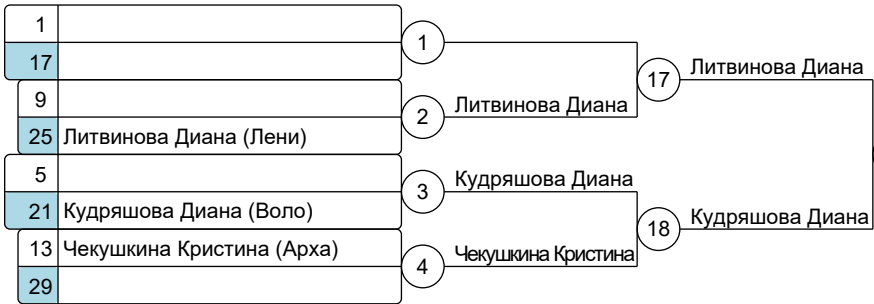 1
17
1
9
25 Литвинова Диана (Лени)
2
Литвинова Диана
17
Литвинова Диана
5
21 Кудряшова Диана (Воло)
3
Кудряшова Диана
13 Чекушкина Кристина (Арха)
29
4
Чекушкина Кристина
18
Кудряшова Диана